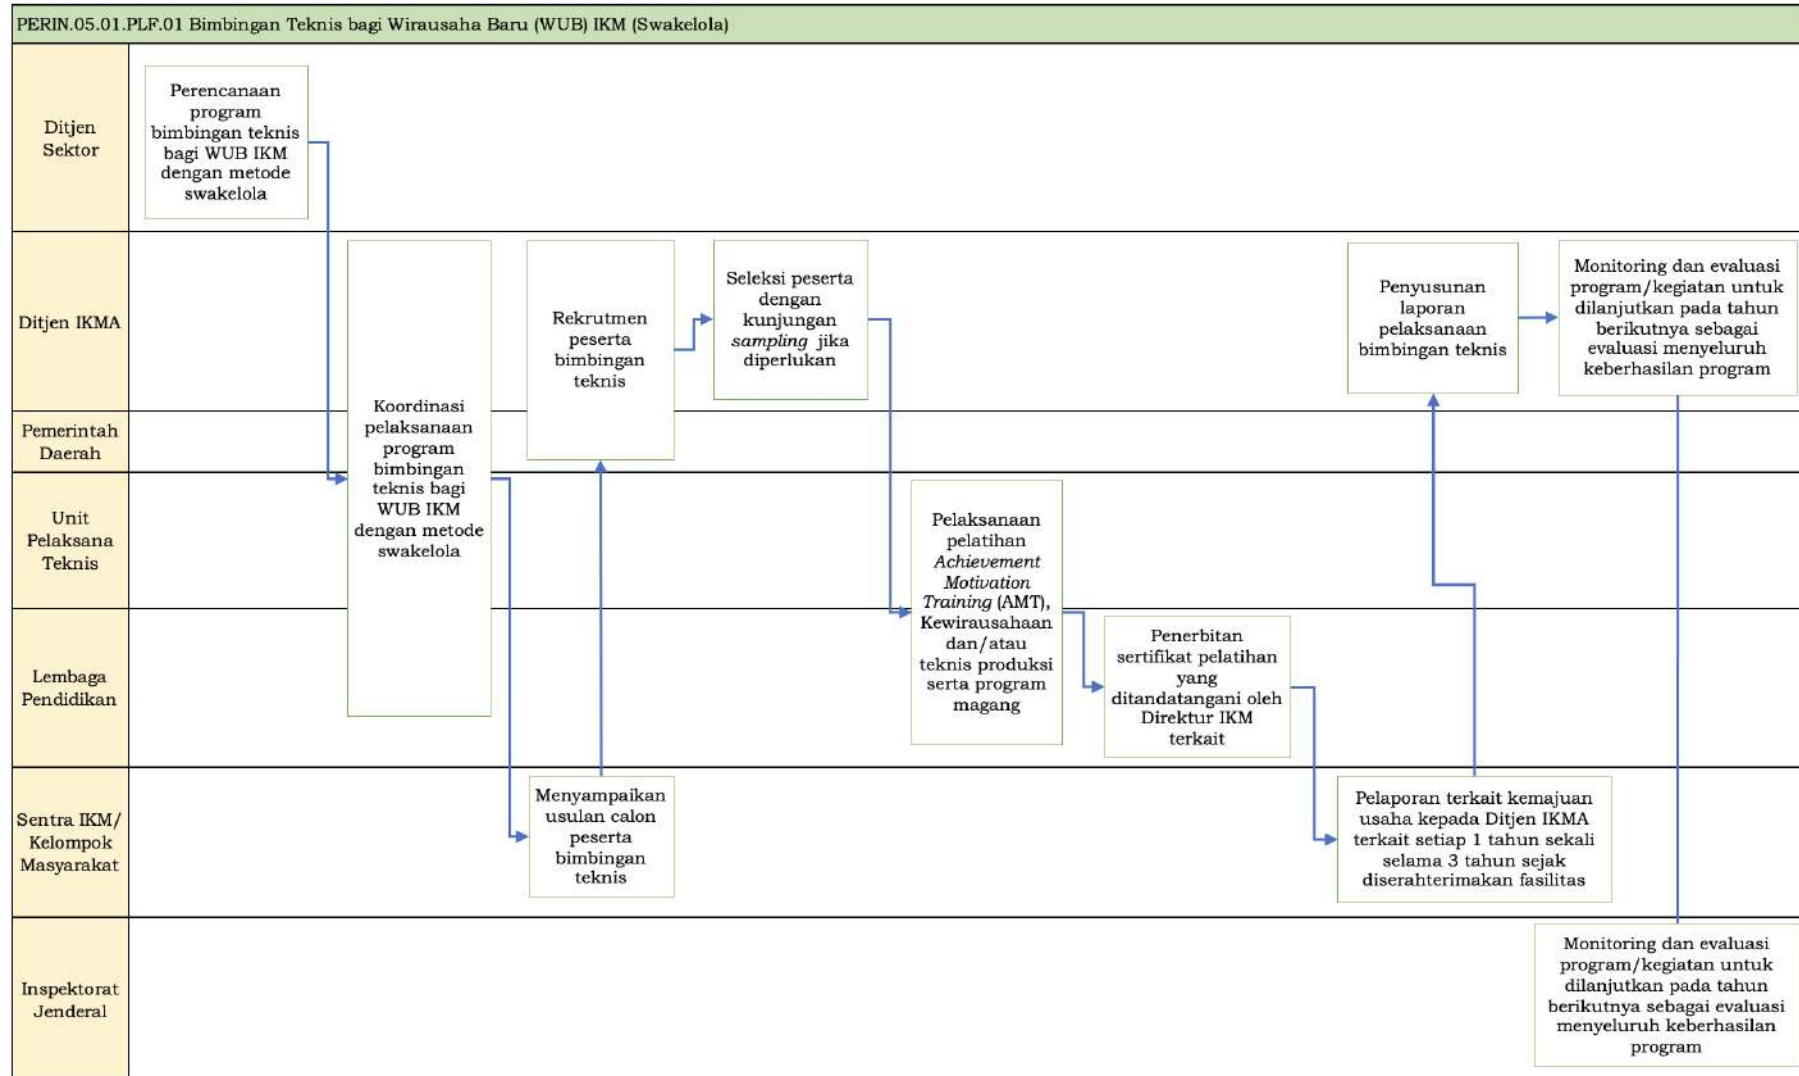 PERIN.05.01.PLF.01 Bimbingan Teknis bagi Wirausaha Baru (WUB) IKM (Swakelola)
Ditjen
Sektor
Perencanaan
program
bimbingan teknis
bagi WUB IKM
dengan metode
swakelola
Ditjen IKMA
Koordinasi
pelaksanaan
program
bimbingan
teknis bagi
WUB IKM
dengan metode
swakelola
Rekrutmen
peserta
bimbingan
teknis
Seleksi peserta
dengan
kunjungan
sampling jika
diperlukan
Penyusunan
laporan
pelaksanaan
bimbingan teknis
Monitoring dan evaluasi
program/kegiatan untuk
dilanjutkan pada tahun
berikutnya sebagai
evaluasi menyeluruh
keberhasilan program
Pemerintah
Daerah
Unit
Pelaksana
Teknis
Pelaksanaan
pelatihan
Achievement
Motivation
Training (AMT),
Kewirausahaan
dan/atau
teknis produksi
serta program
magang
Lembaga
Pendidikan
Penerbitan
sertifikat pelatihan
yang
ditandatangani oleh
Direktur IKM
terkait
Sentra IKM/
Kelompok
Masyarakat
Menyampaikan
usulan calon
peserta
bimbingan
teknis
Pelaporan terkait kemajuan
usaha kepada Ditjen IKMA
terkait setiap 1 tahun sekali
selama 3 tahun sejak
diserahterimakan fasilitas
Inspektorat
Jenderal
Monitoring dan evaluasi
program/kegiatan untuk
dilanjutkan pada tahun
berikutnya sebagai evaluasi
menyeluruh keberhasilan
program